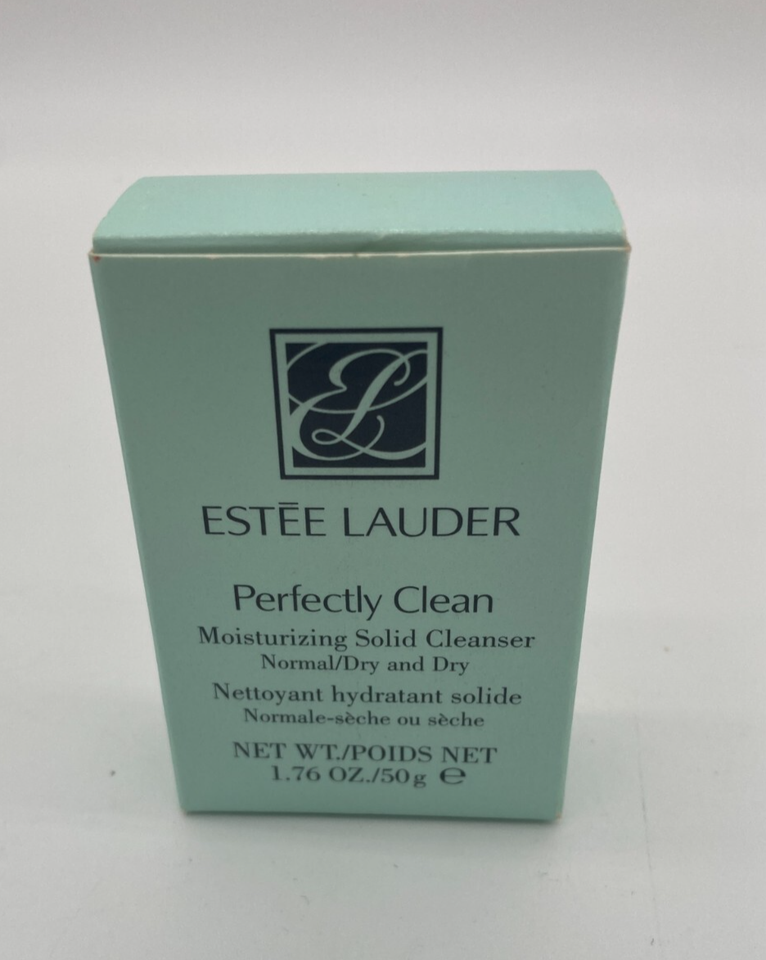 EL
ESTĒE LAUDER
Perfectly Clean
Moisturizing Solid Cleanser
Normal/Dry and Dry
Nettoyant hydratant solide
Normale-sèche ou sèche
NET WT./POIDS NET
1.76 OZ./50g ℮